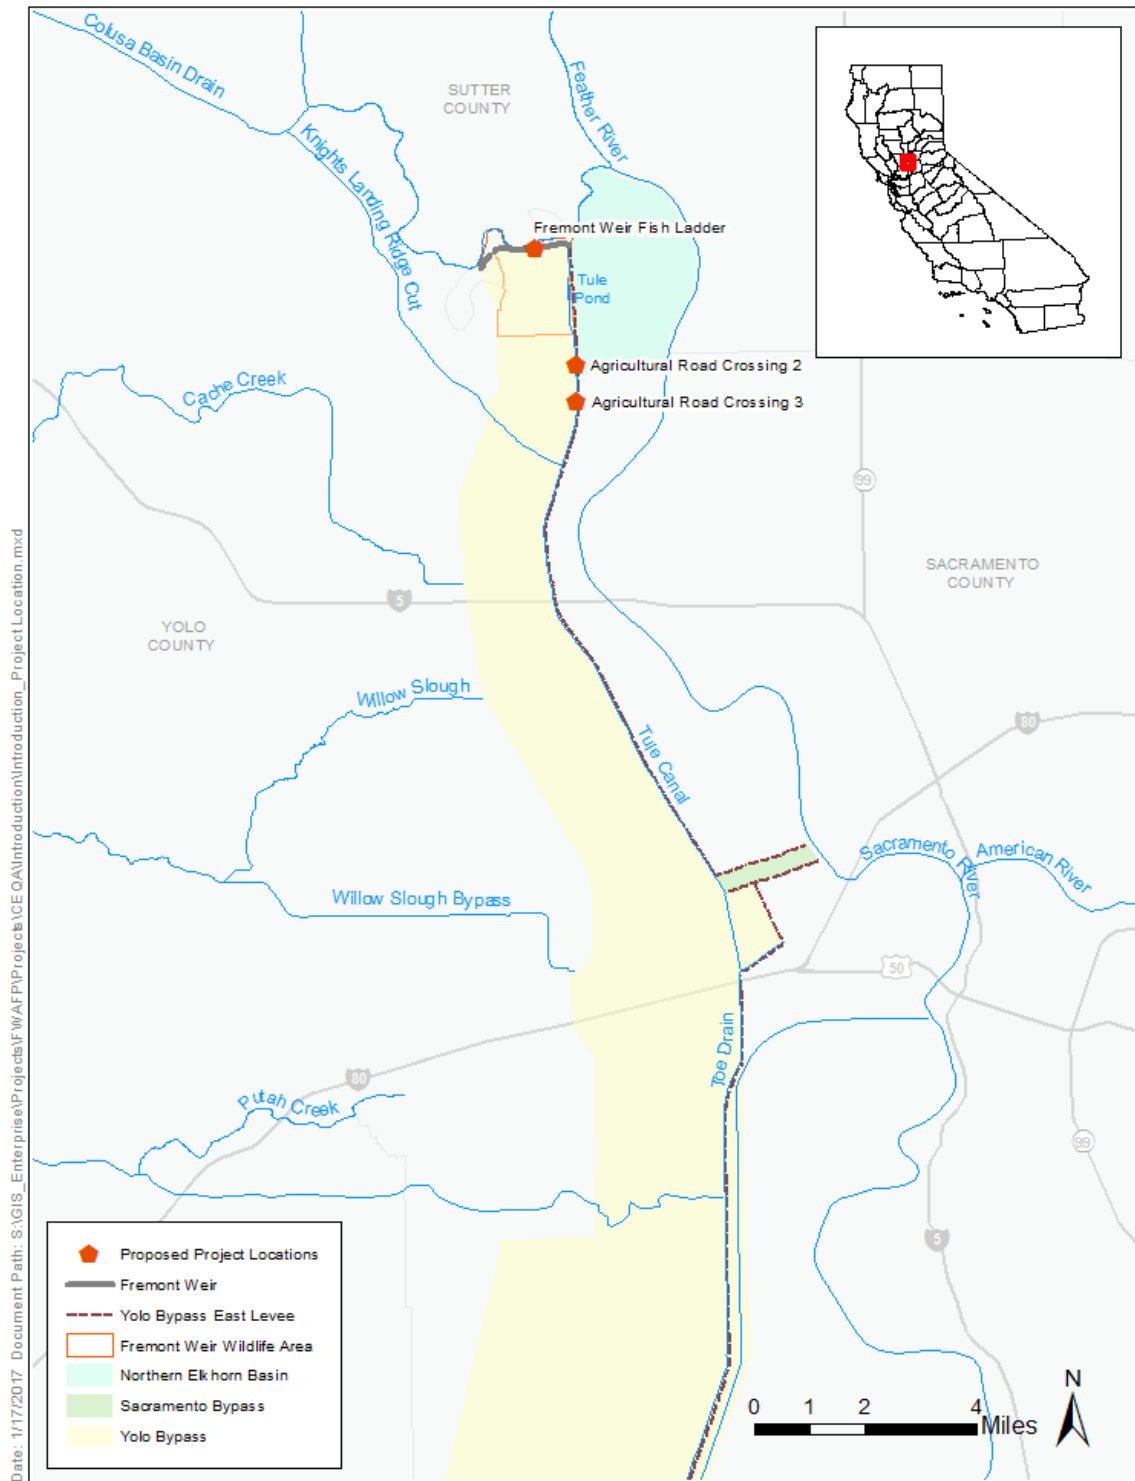 Colusa Basin Drain
SUTTER
COUNTY
Feather River
Knights Landing Ridge Cut
Fremont Weir Fish Ladder
Tule
Pond
Agricultural Road Crossing 2
Agricultural Road Crossing 3
Cache Creek
99
SACRAMENTO
COUNTY
5
YOLO
COUNTY
Willow Slough
80
Tule Canal
Sacramento River
American River
Willow Slough Bypass
50
Toe Drain
80
Putah Creek
99
5
Proposed Project Locations
Fremont Weir
Yolo Bypass East Levee
Fremont Weir Wildlife Area
Northern Elkhorn Basin
Sacramento Bypass
Yolo Bypass
N
0 1 2 4
Miles
Date: 1/17/2017 Document Path: S:\GIS_Enterprise\Projects\FWAFP\Projects\CEQA\Introduction\Introduction_Project Location.mxd